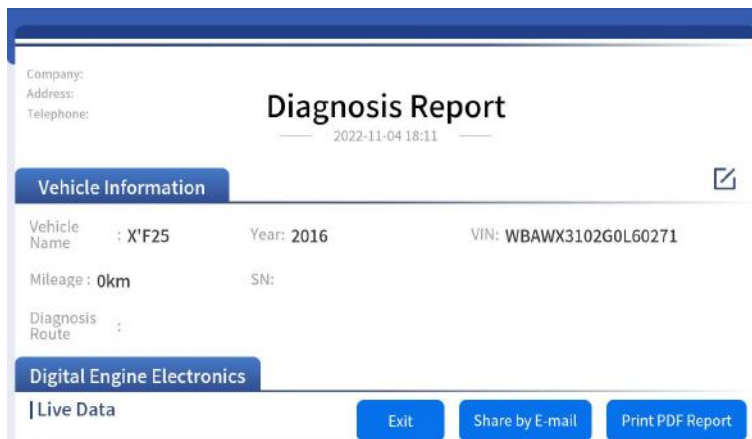 Company:
Address:
Telephone:
Diagnosis Report
2022-11-04 18:11
Vehicle Information
Vehicle Name : X'F25 Year: 2016 VIN: WBAWX3102G0L60271
Mileage : 0km SN:
Diagnosis Route :
Digital Engine Electronics
Live Data
Exit Share by E-mail Print PDF Report